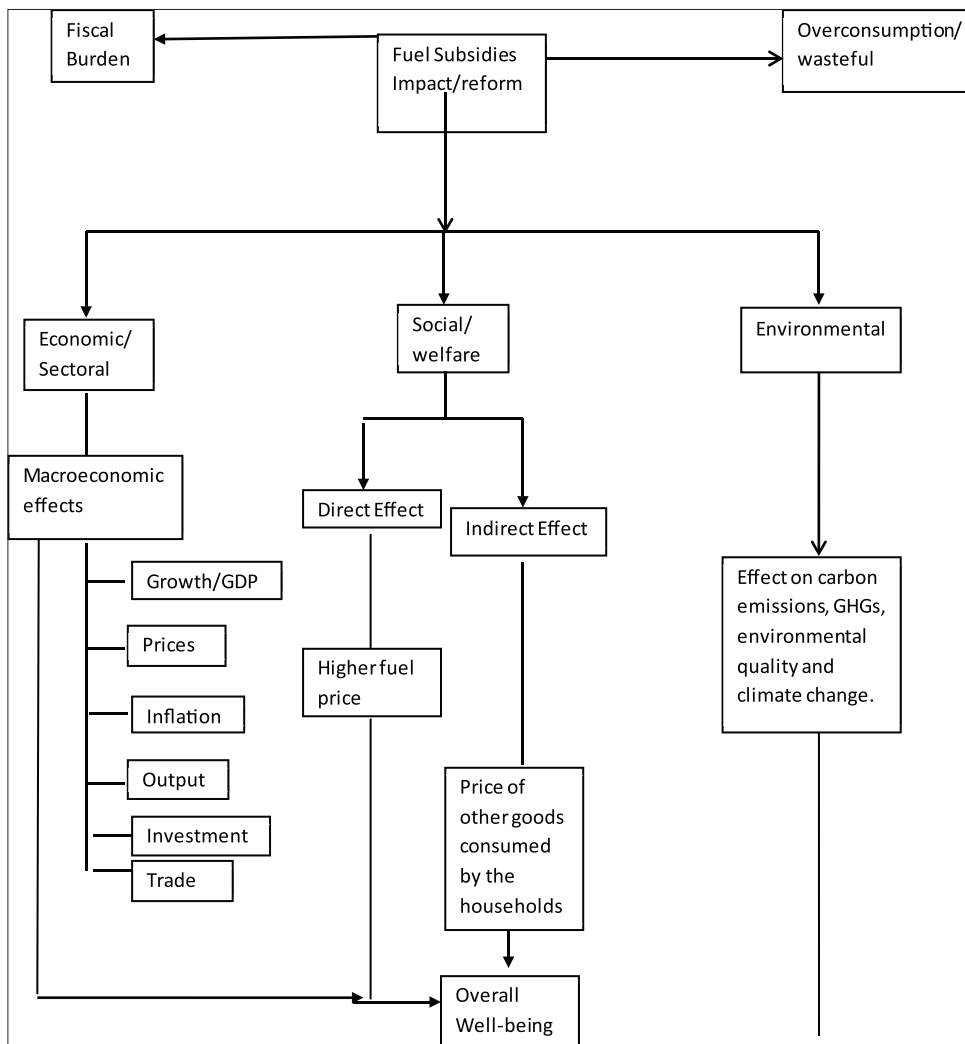 Fiscal
Burden
Fuel Subsidies
Impact/reform
Overconsumption/
wasteful
Economic/
Sectoral
Social/
welfare
Environmental
Macroeconomic
effects
Direct Effect
Indirect Effect
Growth/GDP
Prices
Inflation
Output
Investment
Trade
Higher fuel
price
Price of
other goods
consumed
by the
households
Effect on carbon
emissions, GHGs,
environmental
quality and
climate change.
Overall
Well-being